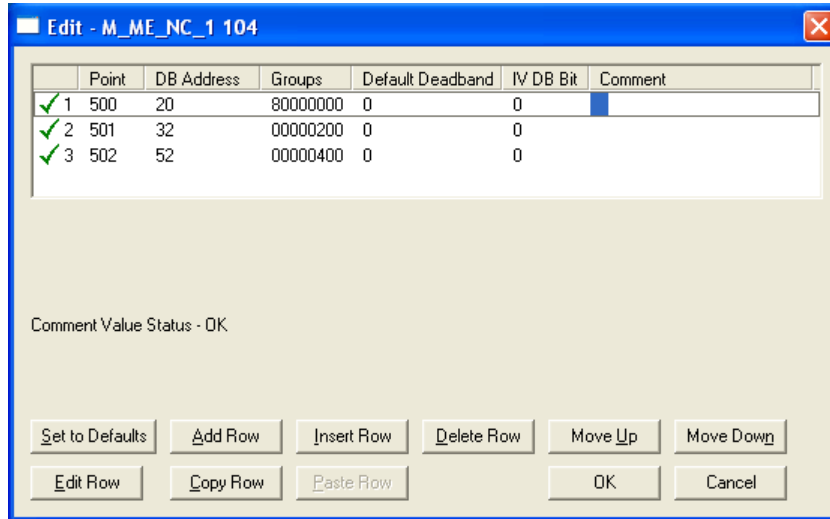 Edit - M_ME_NC_1 104
Point DB Address Groups Default Deadband IV DB Bit Comment
1 500 20 80000000 0 0
2 501 32 00000200 0 0
3 502 52 00000400 0 0
Comment Value Status - OK
Set to Defaults Add Row Insert Row Delete Row Move Up Move Down
Edit Row Copy Row Paste Row OK Cancel